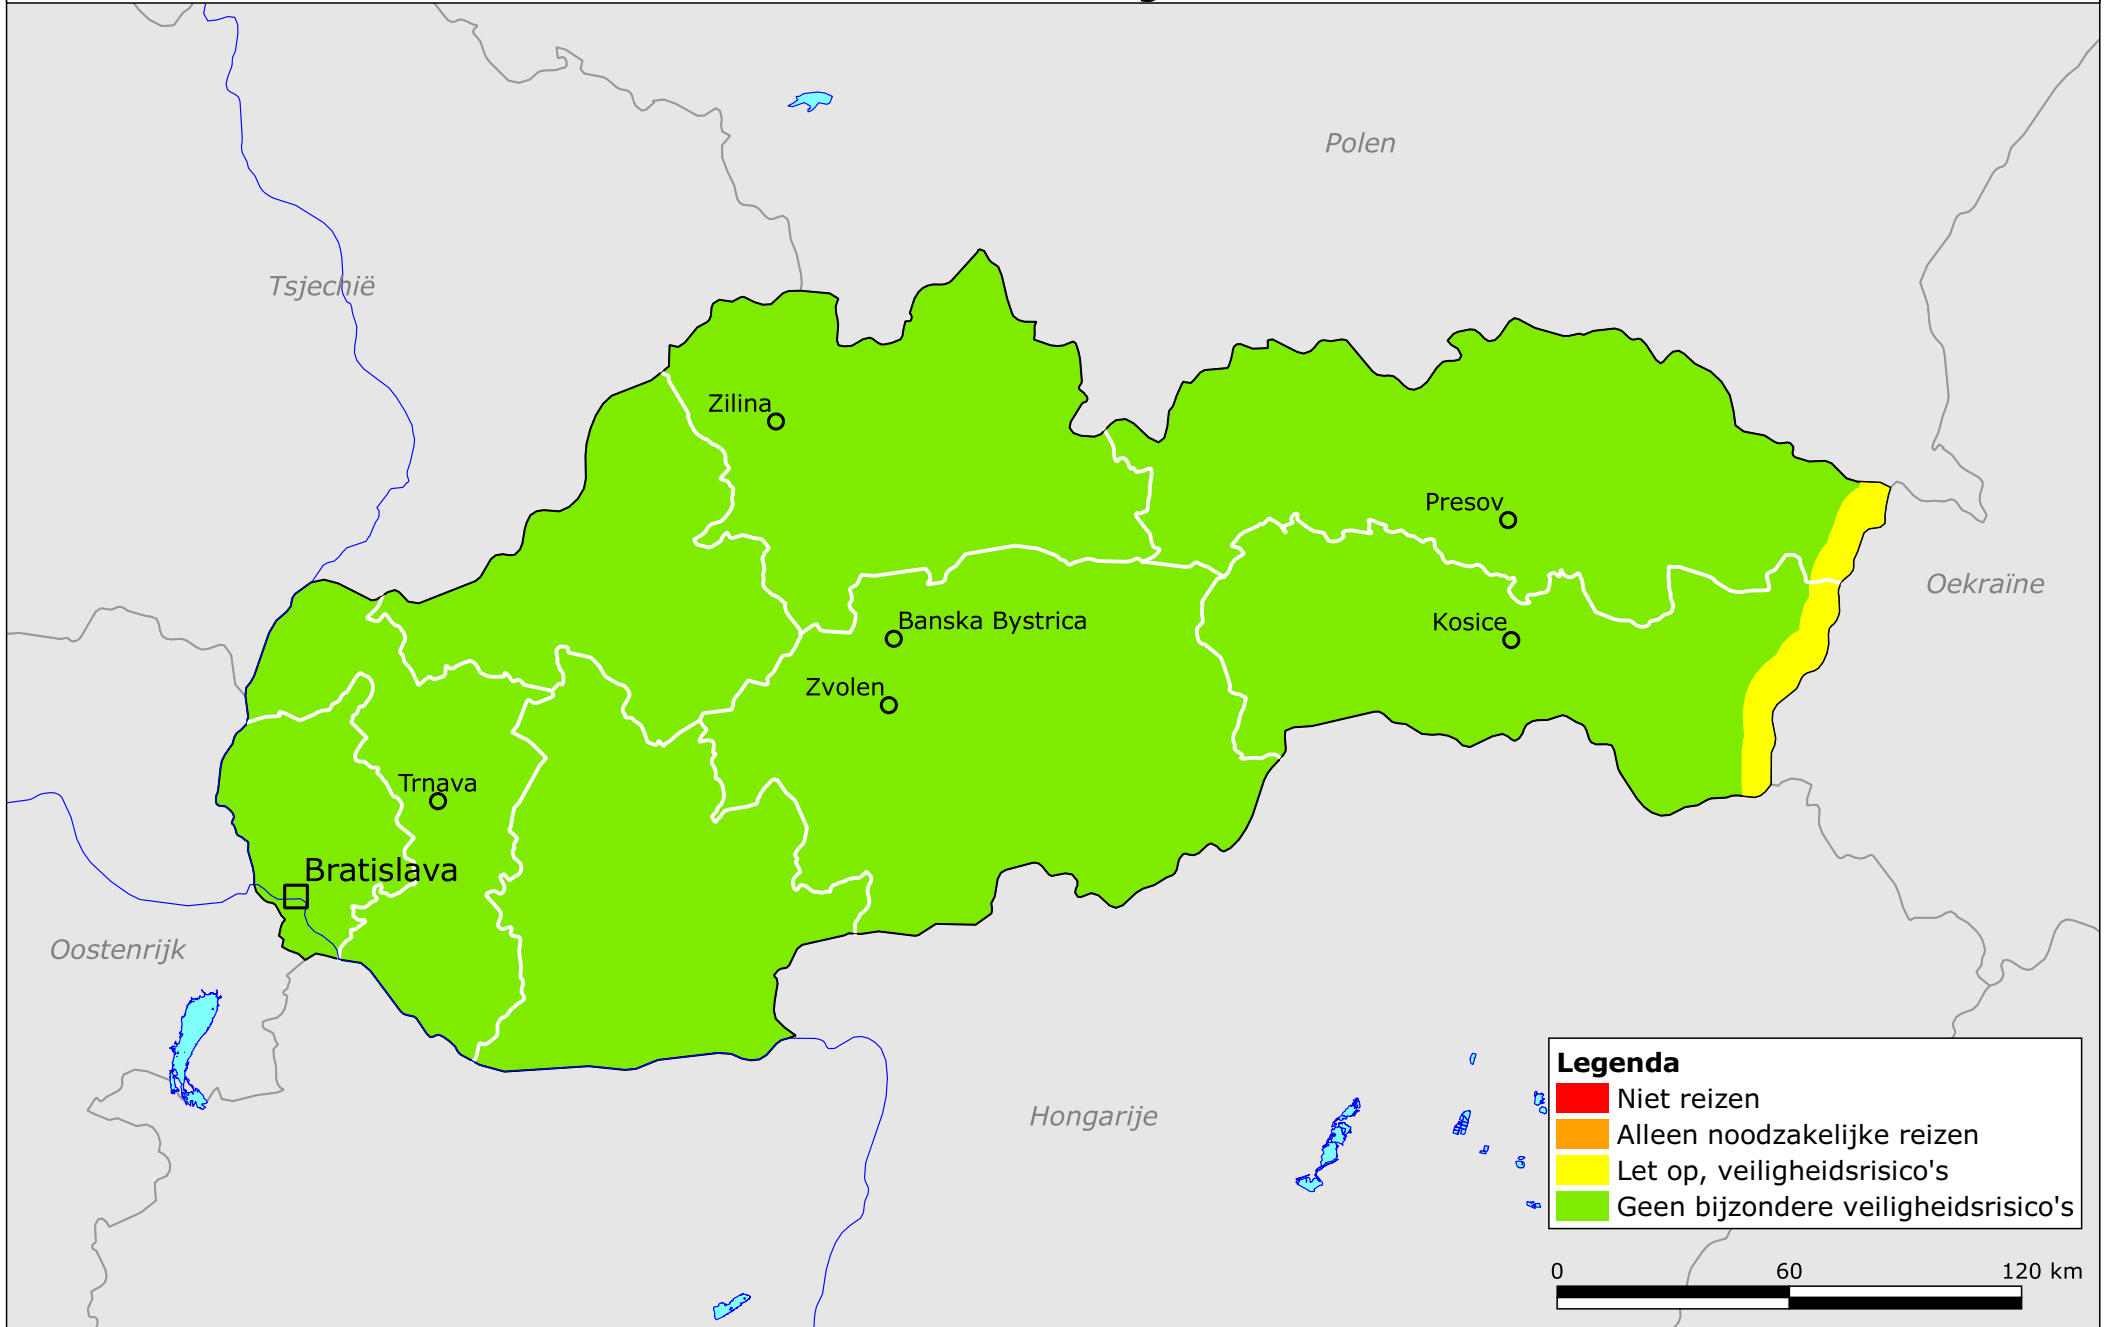 Polen
Tsjechië
Zilina
Presov
Oekraïne
Banska Bystrica
Kosice
Zvolen
Trnava
Bratislava
Oostenrijk
Hongarije
Legenda
Niet reizen
Alleen noodzakelijke reizen
Let op, veiligheidsrisico's
Geen bijzondere veiligheidsrisico's
0 60 120 km